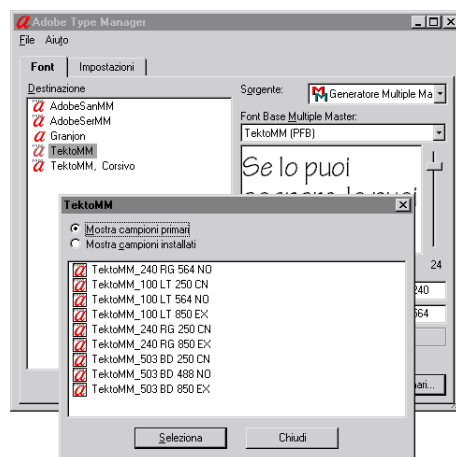 Adobe Type Manager
File Aiuto
Font Impostazioni
Destinazione
AdobeSanMM
AdobeSerMM
Granjon
TektoMM
TektoMM, Corsivo
Sorgente: Generatore Multiple Ma
Font Base Multiple Master:
TektoMM (PFB)
Se lo puoi
24
240
564
TektoMM
Mostra campioni primari
Mostra campioni installati
TektoMM_240 RG 564 NO
TektoMM_100 LT 250 CN
TektoMM_100 LT 564 NO
TektoMM_100 LT 850 EX
TektoMM_240 RG 250 CN
TektoMM_240 RG 850 EX
TektoMM_503 BD 250 CN
TektoMM_503 BD 488 NO
TektoMM_503 BD 850 EX
Seleziona Chiudi